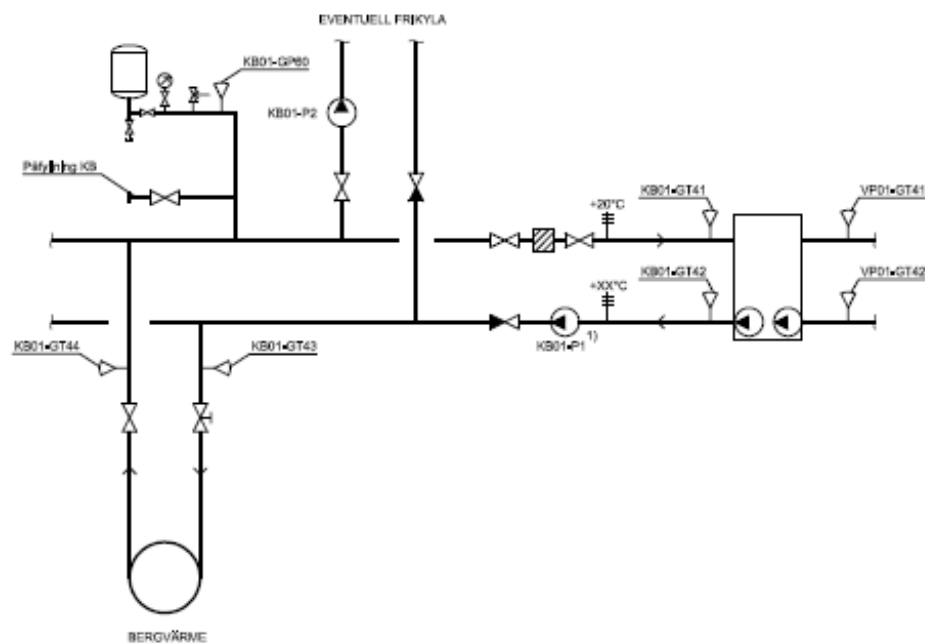 EVENTUELL FRIKYLA
KB01-GP60
KB01-P2
Påfyllning KB
+20°C
KB01-GT41
VP01-GT41
+XX°C
KB01-GT42
VP01-GT42
KB01-P1 1)
KB01-GT44
KB01-GT43
BERGVÄRME